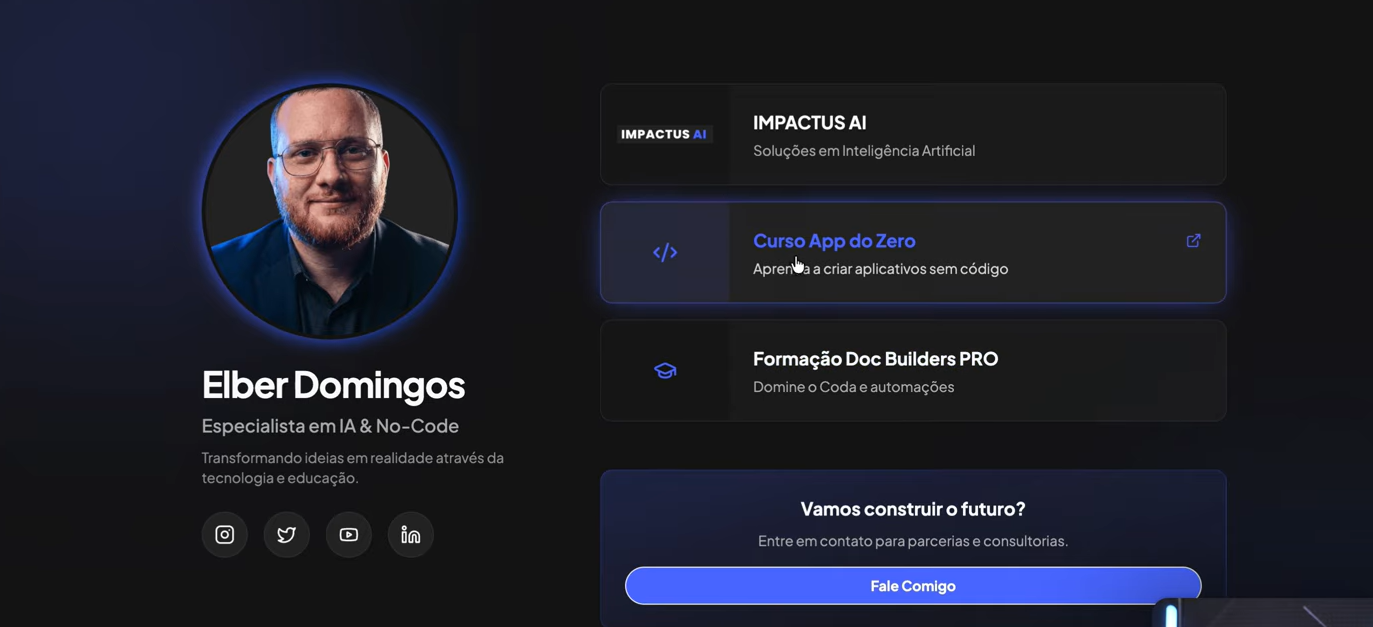 Elber Domingos
Especialista em IA & No-Code
Transformando ideias em realidade através da
tecnologia e educação.
IMPACTUS AI
IMPACTUS AI
Soluções em Inteligência Artificial
Curso App do Zero
Aprenda a criar aplicativos sem código
Formação Doc Builders PRO
Domine o Coda e automações
Vamos construir o futuro?
Entre em contato para parcerias e consultorias.
Fale Comigo